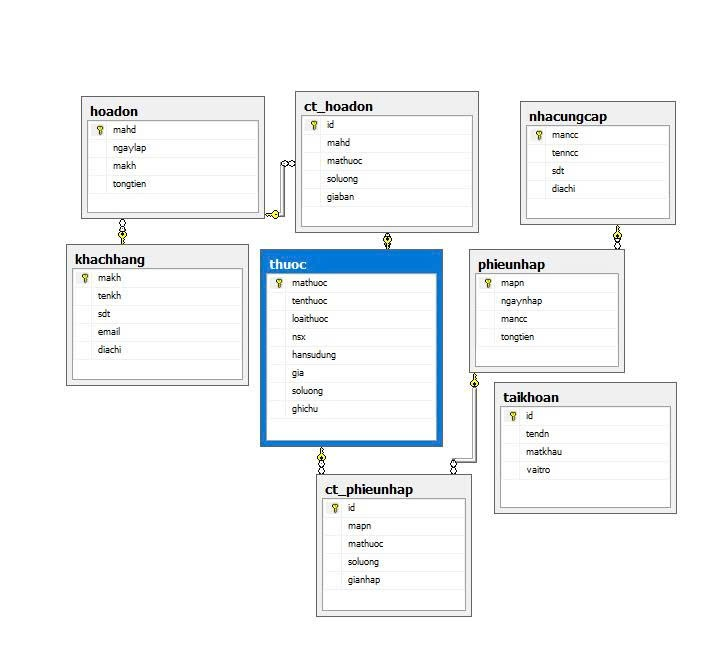 hoadon
mahd
ngaylap
makh
tongtien
ct_hoadon
id
mahd
mathuoc
soluong
giaban
nhacungcap
mancc
tenncc
sdt
diachi
khachhang
makh
tenkh
sdt
email
diachi
thuoc
mathuoc
tenthuoc
loaithuoc
nsx
hansudung
gia
soluong
ghichu
phieunhap
mapn
ngaynhap
mancc
tongtien
taikhoan
id
tendn
matkhau
vaitro
ct_phieunhap
id
mapn
mathuoc
soluong
gianhap